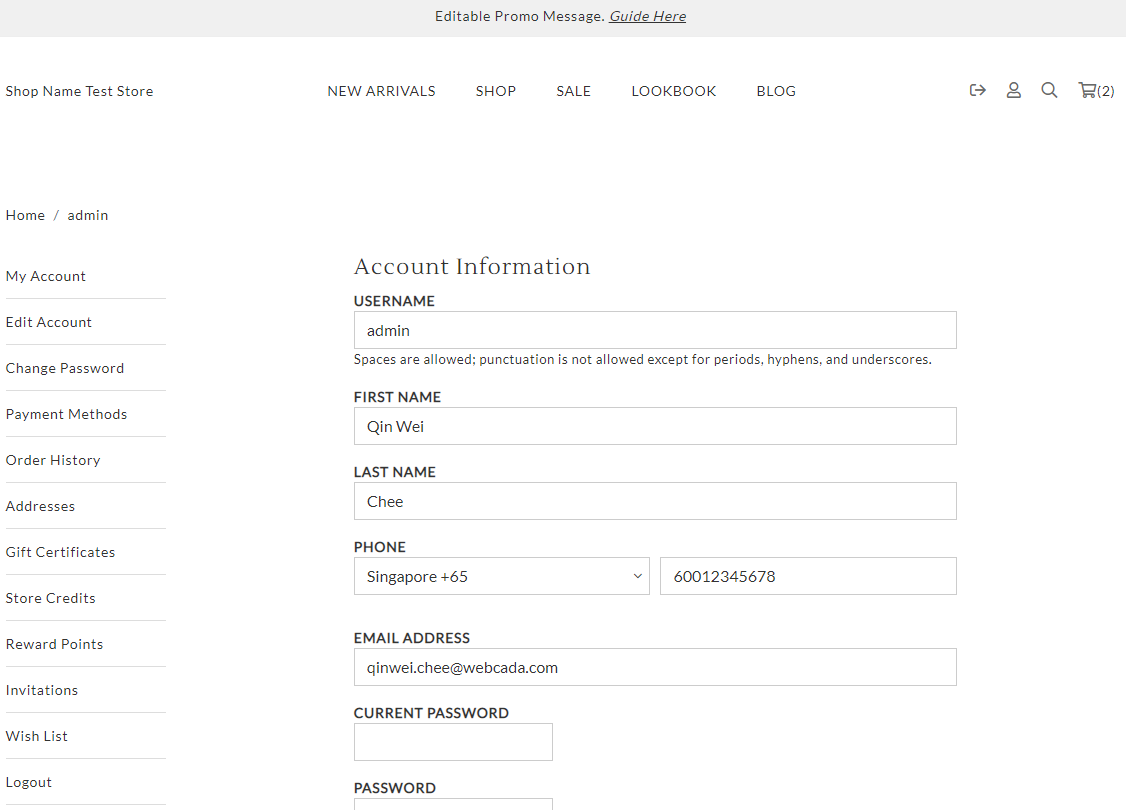 Editable Promo Message. Guide Here
Shop Name Test Store
NEW ARRIVALS SHOP SALE LOOKBOOK BLOG
(2)
Home / admin
My Account
Edit Account
Change Password
Payment Methods
Order History
Addresses
Gift Certificates
Store Credits
Reward Points
Invitations
Wish List
Logout
Account Information
USERNAME
admin
Spaces are allowed; punctuation is not allowed except for periods, hyphens, and underscores.
FIRST NAME
Qin Wei
LAST NAME
Chee
PHONE
Singapore +65 60012345678
EMAIL ADDRESS
qinwei.chee@webcada.com
CURRENT PASSWORD
PASSWORD